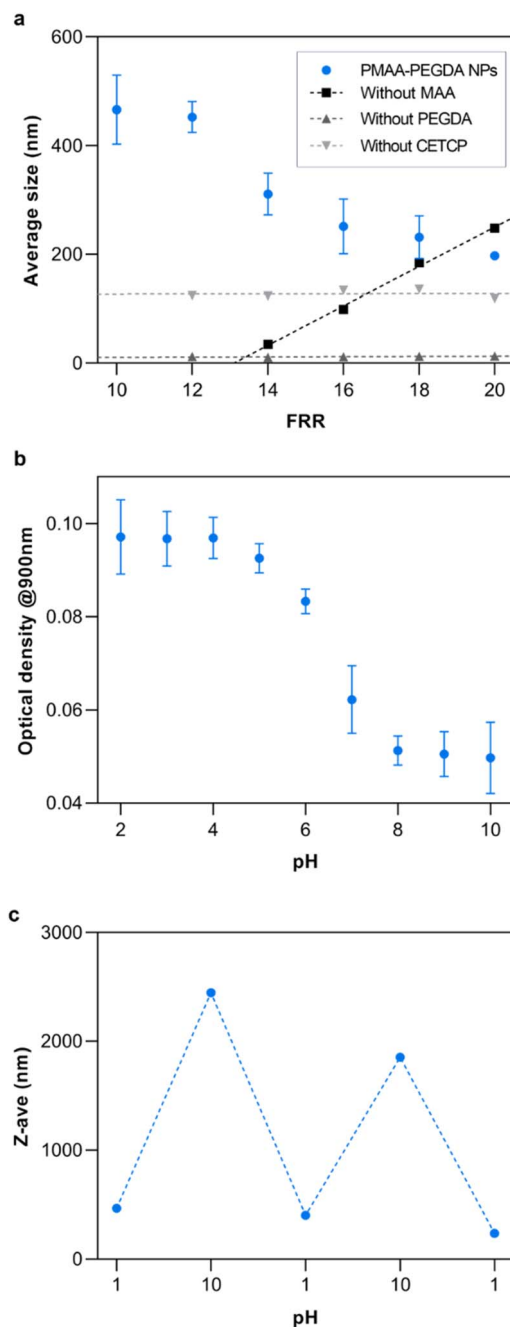 a
600
400
200
0
Average size (nm)
PMAA-PEGDA NPs
Without MAA
Without PEGDA
Without CETCP
10 12 14 16 18 20
FRR
b
0.10
0.08
0.06
0.04
Optical density @900nm
2 4 6 8 10
pH
c
3000
2000
1000
0
Z-ave (nm)
1 10 1 10 1
pH